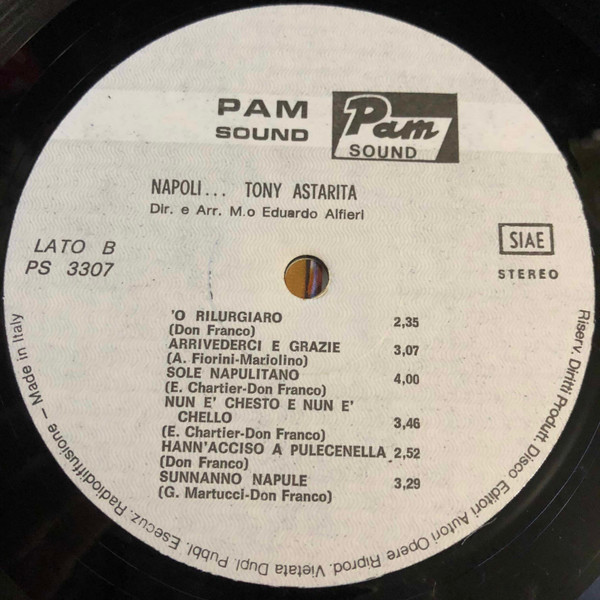 PAM
SOUND
Pam
SOUND
NAPOLI... TONY ASTARITA
Dir. e Arr. M.o Eduardo Alfieri
LATO B
PS 3307
SIAE
STEREO
'O RILURGIARO 2,35
(Don Franco)
ARRIVEDERCI E GRAZIE 3,07
(A. Fiorini-Mariolino)
SOLE NAPULITANO 4,00
(E. Chartier-Don Franco)
NUN E' CHESTO E NUN E'
CHELLO 3,46
(E. Chartier-Don Franco)
HANN'ACCISO A PULECENELLA 2,52
(Don Franco)
SUNNANNO NAPULE 3,29
(G. Martucci-Don Franco)
Riserv. Diritti Produtt. Disco Editori Autori Opere Riprod. Vietata Dupl. Pubbl. Esecuz. Radiodiffusione - Made in Italy